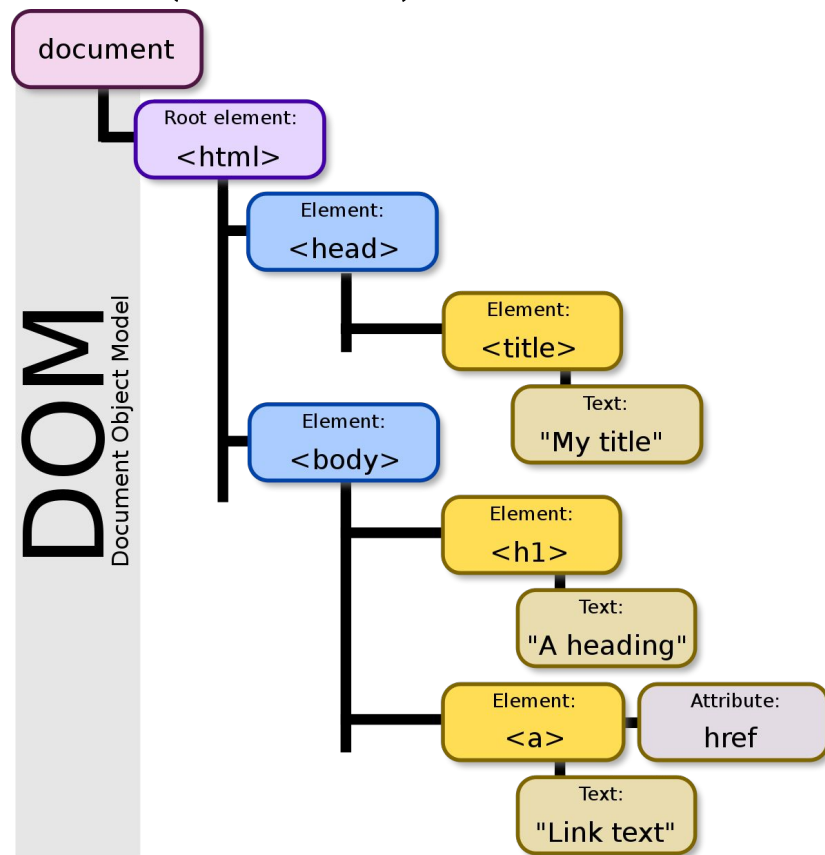 document
Root element:
<html>
Element:
<head>
Element:
<title>
Text:
"My title"
DOM
Document Object Model
Element:
<body>
Element:
<h1>
Text:
"A heading"
Element:
<a>
Attribute:
href
Text:
"Link text"